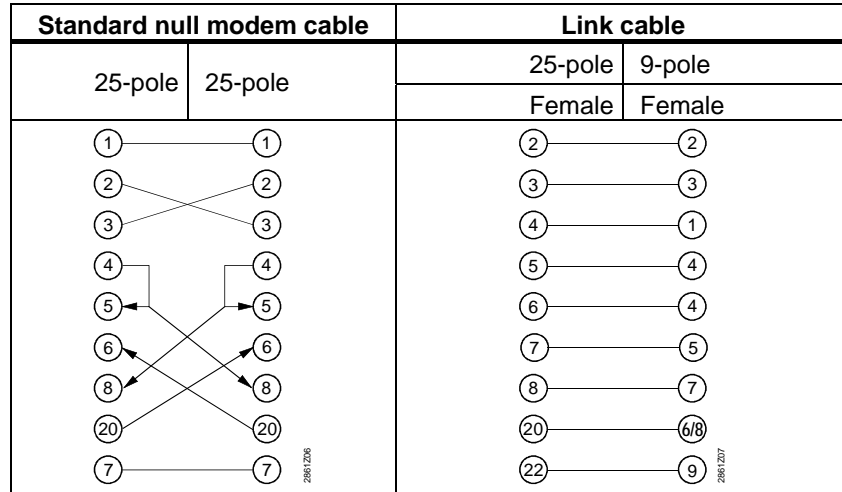 Standard null modem cable Link cable
25-pole 25-pole 25-pole 9-pole
Female Female
1 1 2 2
2 2 3 3
3 3 4 1
4 4 5 4
5 5 6 4
6 6 7 5
8 8 8 7
20 20 20 6/8
7 7 22 9
2861Z06 2861Z07